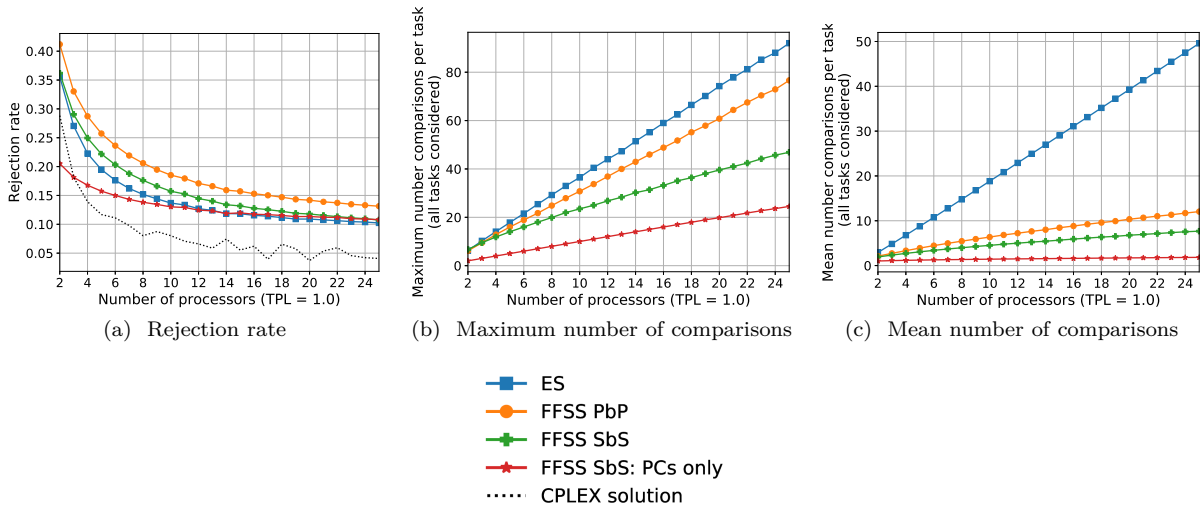 Rejection rate
0.40
0.35
0.30
0.25
0.20
0.15
0.10
0.05
2 4 6 8 10 12 14 16 18 20 22 24
Number of processors (TPL = 1.0)
(a) Rejection rate
Maximum number comparisons per task
(all tasks considered)
80
60
40
20
0
2 4 6 8 10 12 14 16 18 20 22 24
Number of processors (TPL = 1.0)
(b) Maximum number of comparisons
Mean number comparisons per task
(all tasks considered)
50
40
30
20
10
0
2 4 6 8 10 12 14 16 18 20 22 24
Number of processors (TPL = 1.0)
(c) Mean number of comparisons
ES
FFSS PbP
FFSS SbS
FFSS SbS: PCs only
CPLEX solution